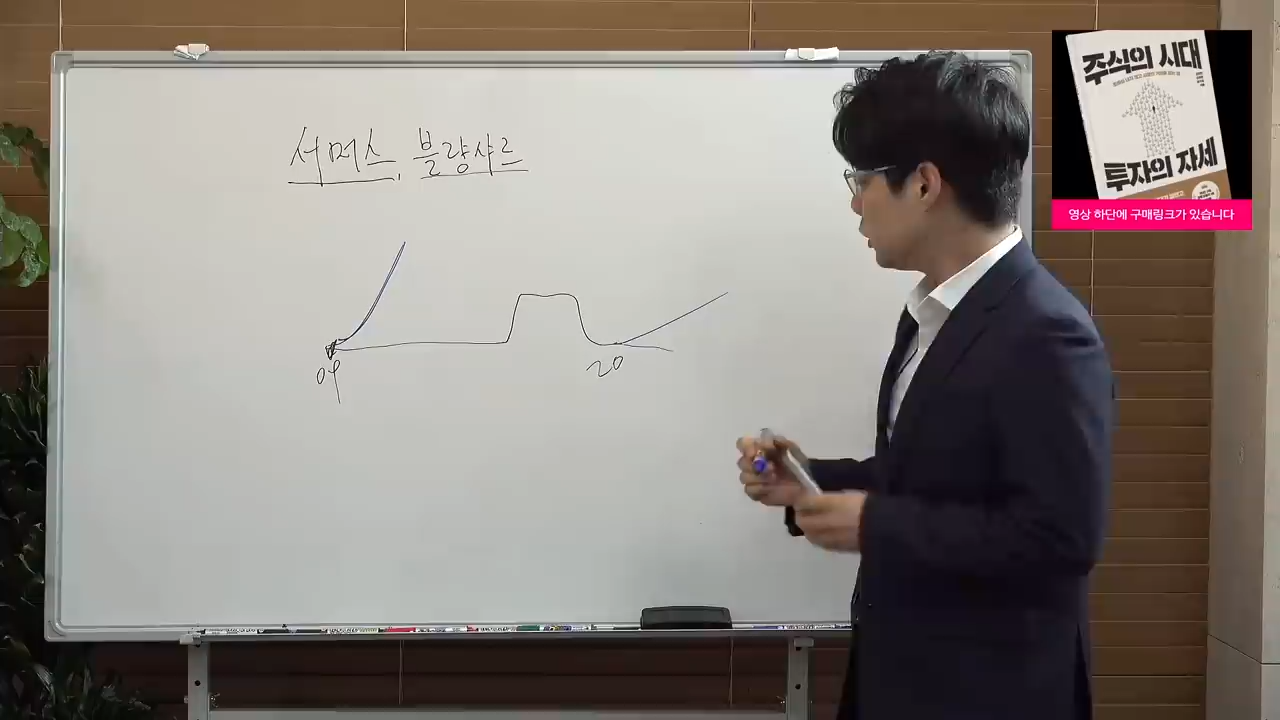 서머스, 블량샤르
09
20
주식의 시대
투자의 자세
영상 하단에 구매링크가 있습니다